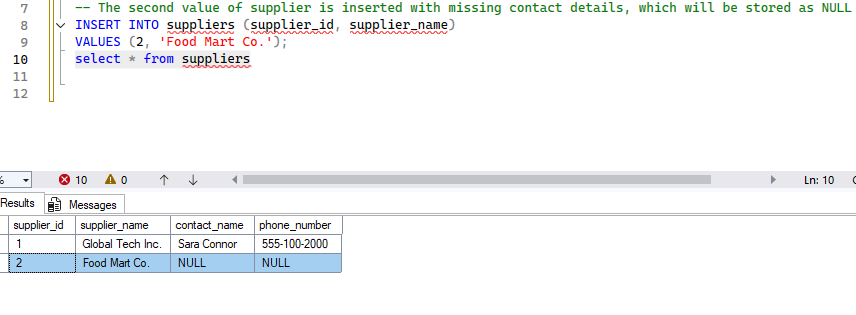 7 -- The second value of supplier is inserted with missing contact details, which will be stored as NULL
8 INSERT INTO suppliers (supplier_id, supplier_name)
9 VALUES (2, 'Food Mart Co.');
10 select * from suppliers
11
12
% 10 0 Ln: 10
Results Messages
supplier_id supplier_name contact_name phone_number
1 Global Tech Inc. Sara Connor 555-100-2000
2 Food Mart Co. NULL NULL